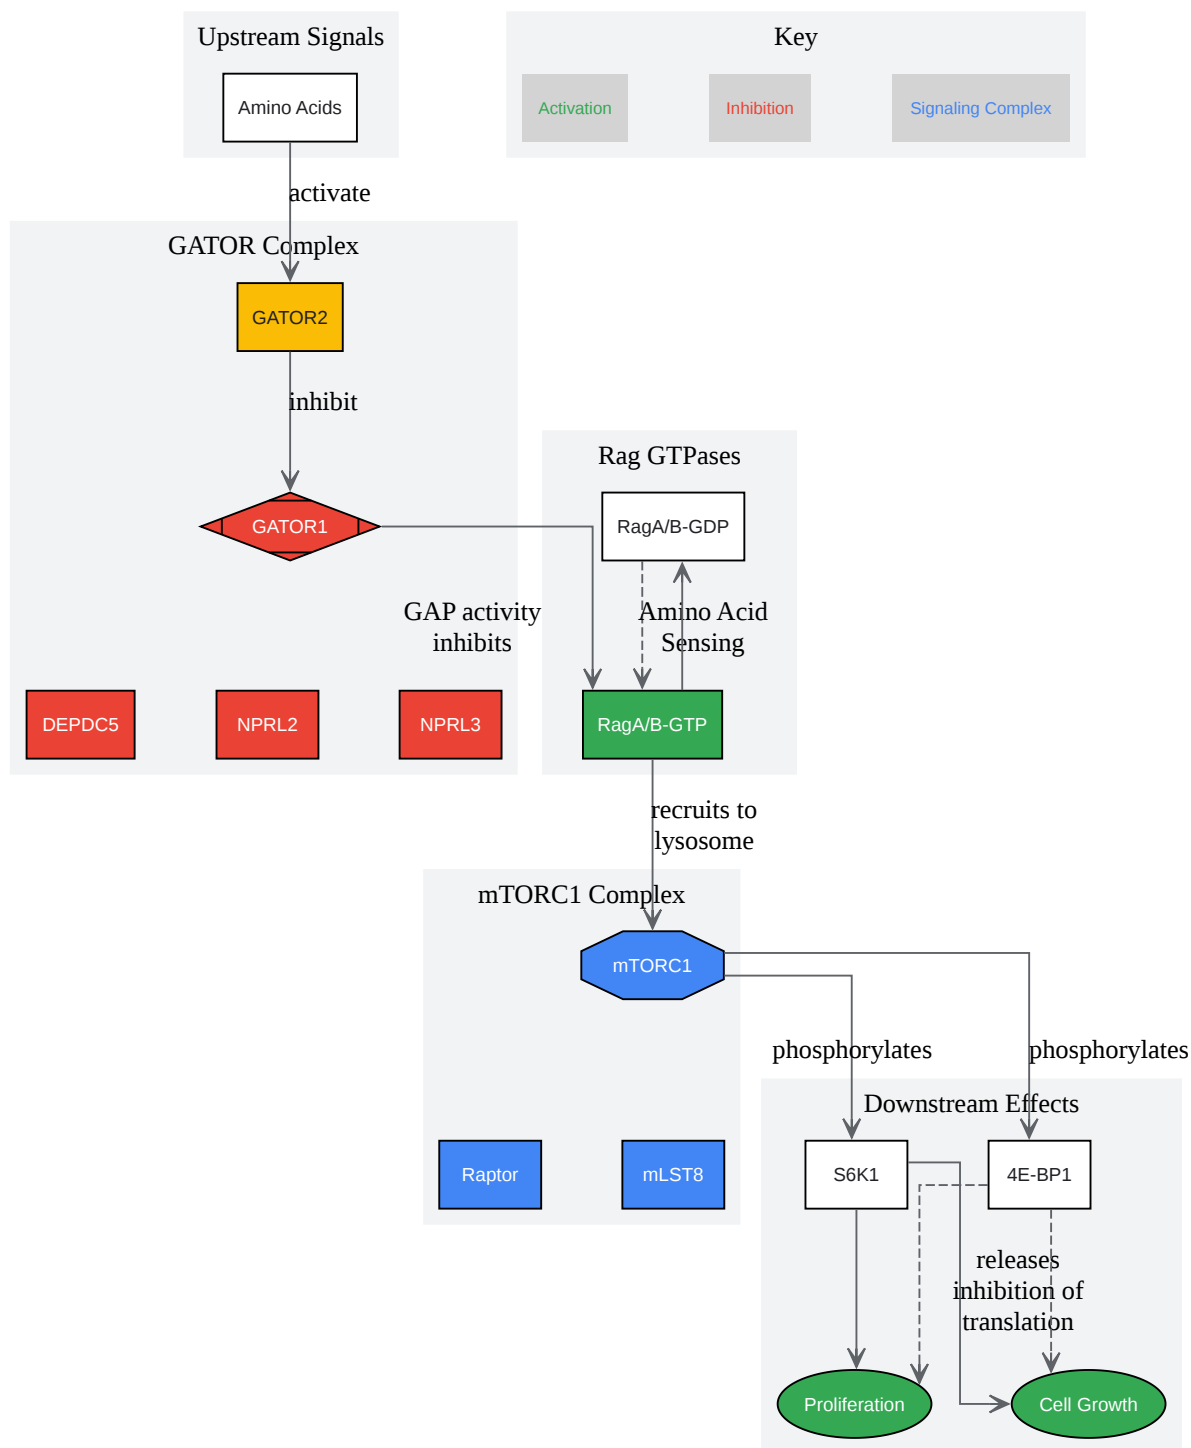 Upstream Signals
Key
Amino Acids
Activation
Inhibition
Signaling Complex
activate
GATOR Complex
GATOR2
inhibit
Rag GTPases
GATOR1
RagA/B-GDP
GAP activity
inhibits
Amino Acid
Sensing
DEPDC5
NPRL2
NPRL3
RagA/B-GTP
recruits to
lysosome
mTORC1 Complex
mTORC1
phosphorylates
phosphorylates
Downstream Effects
Raptor
mLST8
S6K1
4E-BP1
releases
inhibition of
translation
Proliferation
Cell Growth